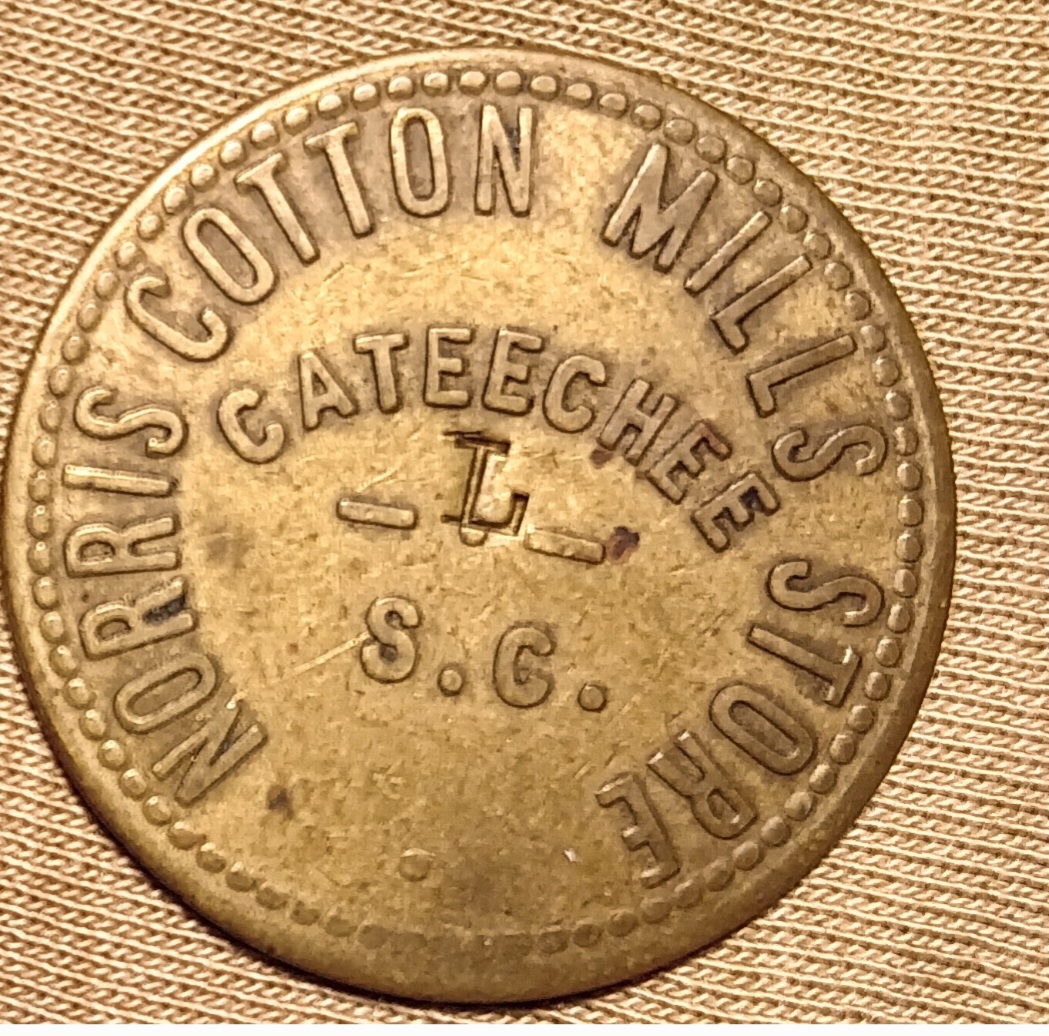 NORRIS COTTON MILLS STORE
CATEECHEE
- L -
S.C.